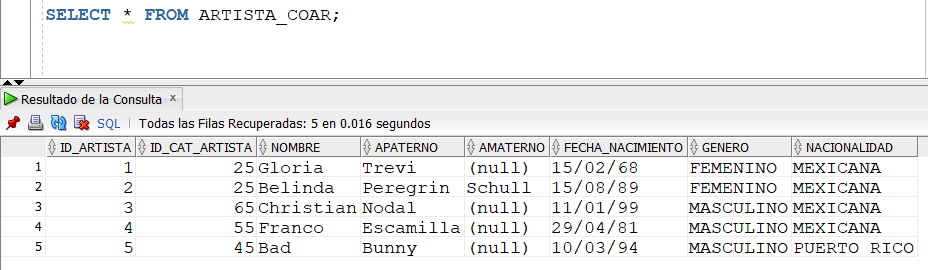 SELECT * FROM ARTISTA_COAR;
Resultado de la Consulta x
SQL | Todas las Filas Recuperadas: 5 en 0.016 segundos
ID_ARTISTA ID_CAT_ARTISTA NOMBRE APATERNO AMATERNO FECHA_NACIMIENTO GENERO NACIONALIDAD
1 1 25 Gloria Trevi (null) 15/02/68 FEMENINO MEXICANA
2 2 25 Belinda Peregrin Schull 15/08/89 FEMENINO MEXICANA
3 3 65 Christian Nodal (null) 11/01/99 MASCULINO MEXICANA
4 4 55 Franco Escamilla (null) 29/04/81 MASCULINO MEXICANA
5 5 45 Bad Bunny (null) 10/03/94 MASCULINO PUERTO RICO